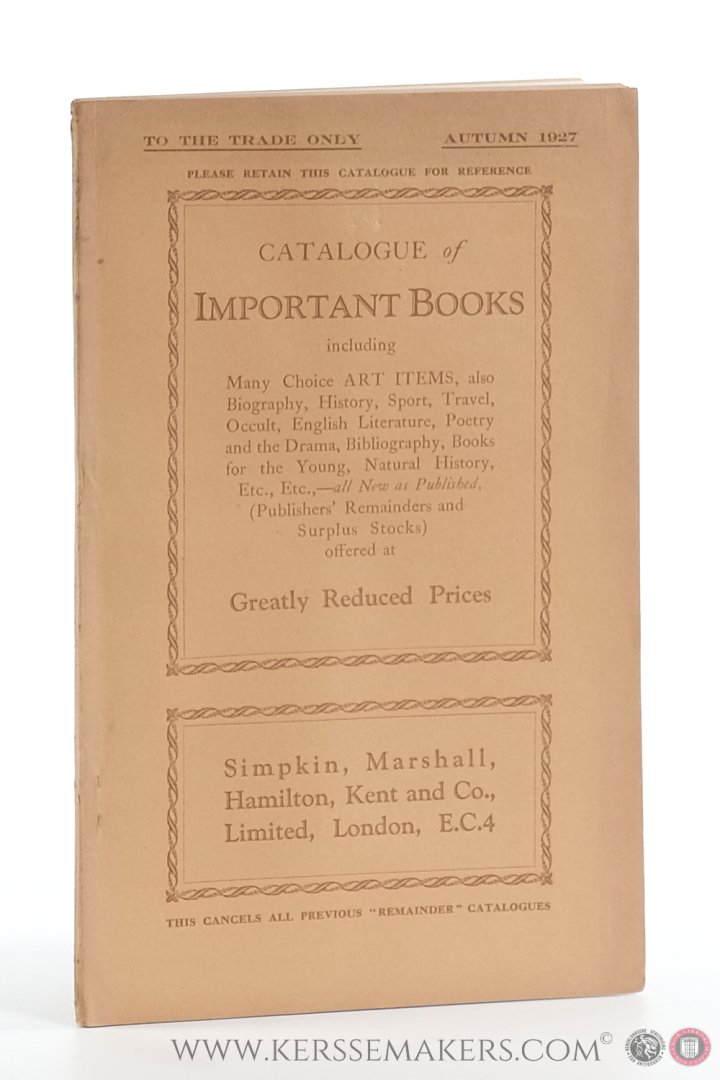 TO THE TRADE ONLY AUTUMN 1927
PLEASE RETAIN THIS CATALOGUE FOR REFERENCE
CATALOGUE of
IMPORTANT BOOKS
including
Many Choice ART ITEMS, also
Biography, History, Sport, Travel,
Occult, English Literature, Poetry
and the Drama, Bibliography, Books
for the Young, Natural History,
Etc., Etc.,—all New as Published,
(Publishers' Remainders and
Surplus Stocks)
offered at
Greatly Reduced Prices
Simpkin, Marshall,
Hamilton, Kent and Co.,
Limited, London, E.C.4
THIS CANCELS ALL PREVIOUS "REMAINDER" CATALOGUES
WWW.KERSSEMAKERS.COM©